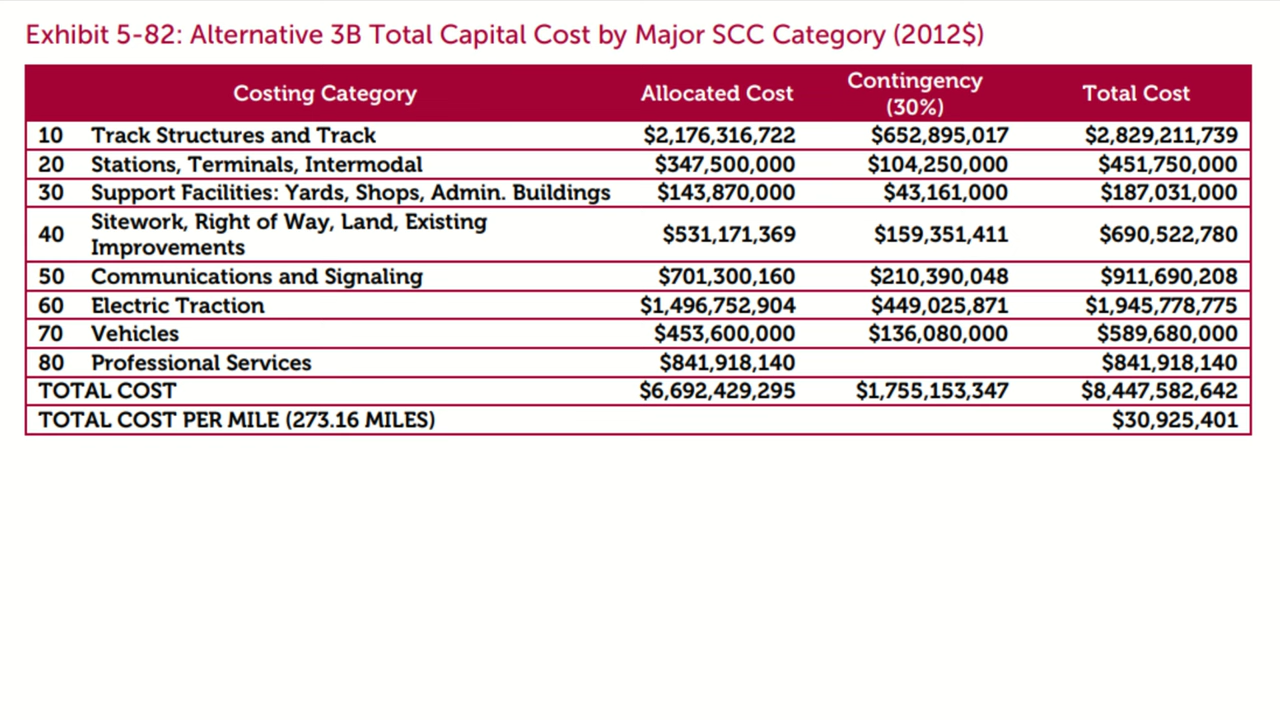 Exhibit 5-82: Alternative 3B Total Capital Cost by Major SCC Category (2012$)
Costing Category Allocated Cost Contingency (30%) Total Cost
10 Track Structures and Track $2,176,316,722 $652,895,017 $2,829,211,739
20 Stations, Terminals, Intermodal $347,500,000 $104,250,000 $451,750,000
30 Support Facilities: Yards, Shops, Admin. Buildings $143,870,000 $43,161,000 $187,031,000
40 Sitework, Right of Way, Land, Existing Improvements $531,171,369 $159,351,411 $690,522,780
50 Communications and Signaling $701,300,160 $210,390,048 $911,690,208
60 Electric Traction $1,496,752,904 $449,025,871 $1,945,778,775
70 Vehicles $453,600,000 $136,080,000 $589,680,000
80 Professional Services $841,918,140 $841,918,140
TOTAL COST $6,692,429,295 $1,755,153,347 $8,447,582,642
TOTAL COST PER MILE (273.16 MILES) $30,925,401